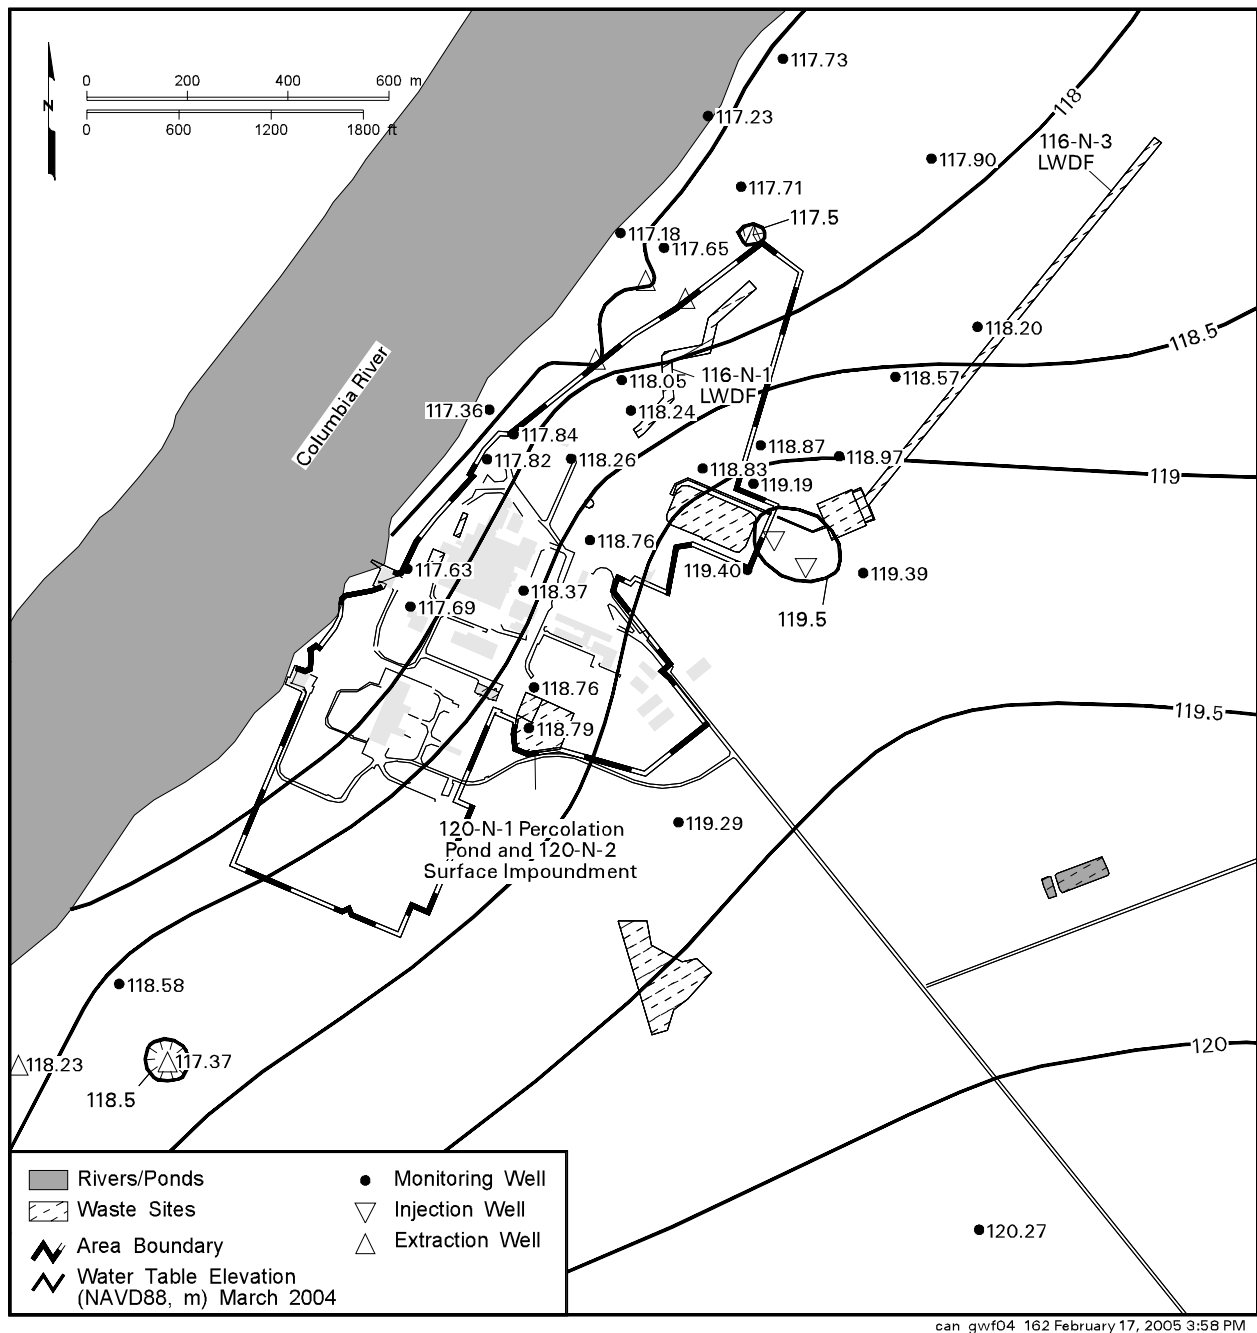 N
0 200 400 600 m
0 600 1200 1800 ft
117.73
117.23
118
116-N-3
LWDF
117.90
117.71
117.5
117.18
117.65
118.20
118.5
Columbia River
118.05
116-N-1
LWDF
118.57
117.36
118.24
117.84
118.87
117.82
118.26
118.83
118.97
119.19
119
118.76
117.63
119.40
119.39
118.37
117.69
119.5
118.76
119.5
118.79
119.29
120-N-1 Percolation
Pond and 120-N-2
Surface Impoundment
118.58
118.23
117.37
118.5
120
120.27
Rivers/Ponds
Waste Sites
Area Boundary
Water Table Elevation
(NAVD88, m) March 2004
Monitoring Well
Injection Well
Extraction Well
can_gwf04_162 February 17, 2005 3:58 PM